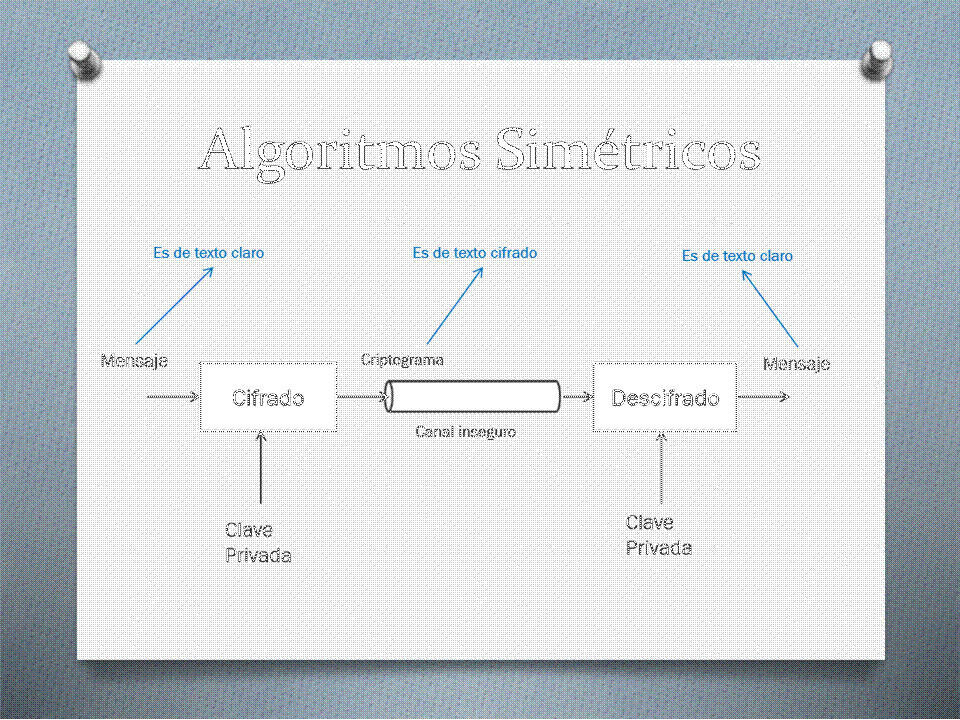 Algoritmos Simétricos
Es de texto claro
Es de texto cifrado
Es de texto claro
Mensaje
Criptograma
Mensaje
Cifrado
Descifrado
Canal inseguro
Clave
Privada
Clave
Privada